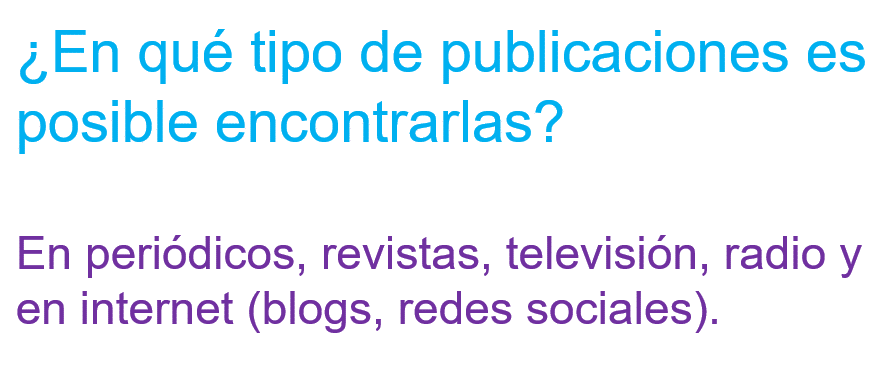 ¿En qué tipo de publicaciones es
posible encontrarlas?
En periódicos, revistas, televisión, radio y
en internet (blogs, redes sociales).